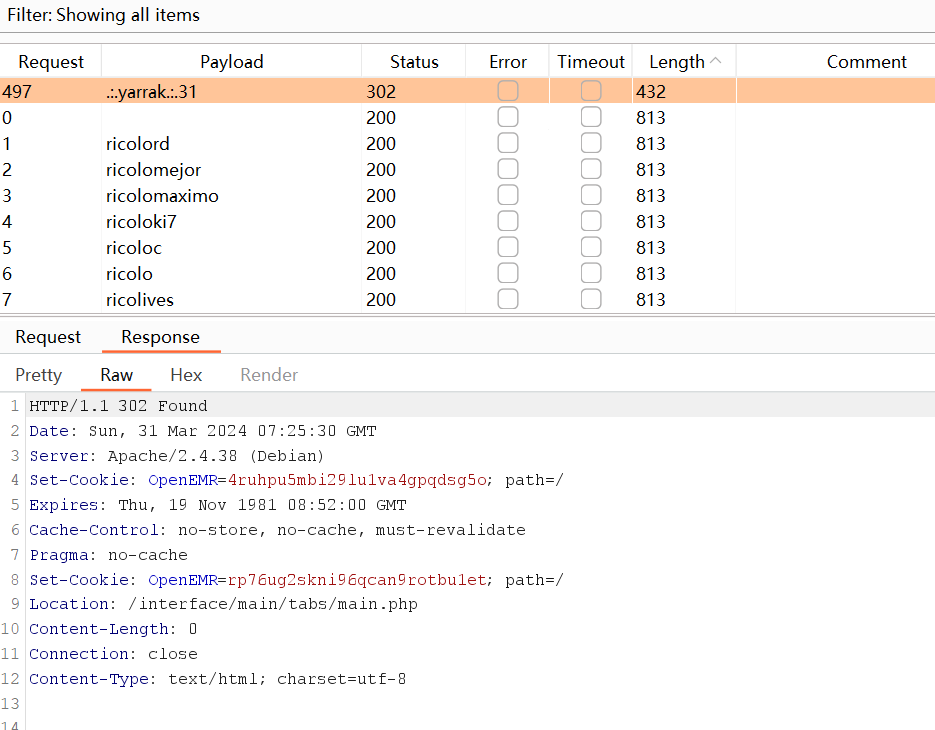 Filter: Showing all items
Request Payload Status Error Timeout Length Comment
497 .:.yarrak.:.31 302 432
0 200 813
1 ricolord 200 813
2 ricolomejor 200 813
3 ricolomaximo 200 813
4 ricoloki7 200 813
5 ricoloc 200 813
6 ricolo 200 813
7 ricolives 200 813
Request Response
Pretty Raw Hex Render
1 HTTP/1.1 302 Found
2 Date: Sun, 31 Mar 2024 07:25:30 GMT
3 Server: Apache/2.4.38 (Debian)
4 Set-Cookie: OpenEMR=4ruhpu5mbi29lu1va4gpqdsg5o; path=/
5 Expires: Thu, 19 Nov 1981 08:52:00 GMT
6 Cache-Control: no-store, no-cache, must-revalidate
7 Pragma: no-cache
8 Set-Cookie: OpenEMR=rp76ug2skni96qcan9rotbu1et; path=/
9 Location: /interface/main/tabs/main.php
10 Content-Length: 0
11 Connection: close
12 Content-Type: text/html; charset=utf-8
13
14